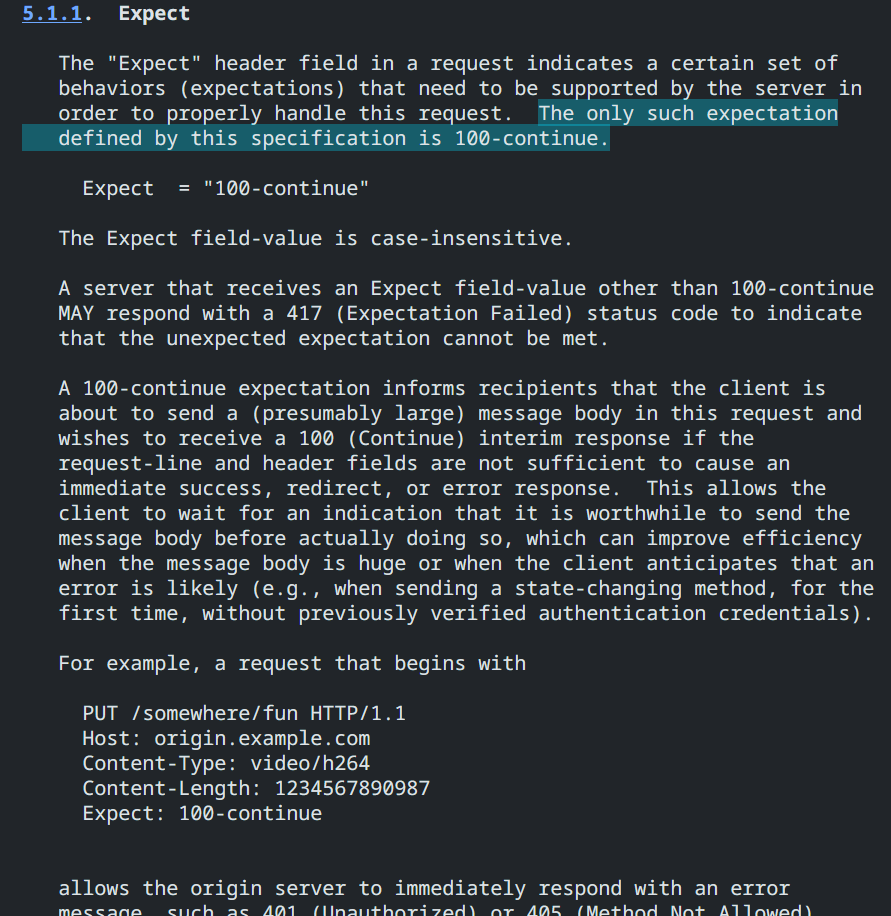 5.1.1. Expect
The "Expect" header field in a request indicates a certain set of
behaviors (expectations) that need to be supported by the server in
order to properly handle this request. The only such expectation
defined by this specification is 100-continue.
Expect = "100-continue"
The Expect field-value is case-insensitive.
A server that receives an Expect field-value other than 100-continue
MAY respond with a 417 (Expectation Failed) status code to indicate
that the unexpected expectation cannot be met.
A 100-continue expectation informs recipients that the client is
about to send a (presumably large) message body in this request and
wishes to receive a 100 (Continue) interim response if the
request-line and header fields are not sufficient to cause an
immediate success, redirect, or error response. This allows the
client to wait for an indication that it is worthwhile to send the
message body before actually doing so, which can improve efficiency
when the message body is huge or when the client anticipates that an
error is likely (e.g., when sending a state-changing method, for the
first time, without previously verified authentication credentials).
For example, a request that begins with
PUT /somewhere/fun HTTP/1.1
Host: origin.example.com
Content-Type: video/h264
Content-Length: 1234567890987
Expect: 100-continue
allows the origin server to immediately respond with an error
message, such as 401 (Unauthorized) or 405 (Method Not Allowed),